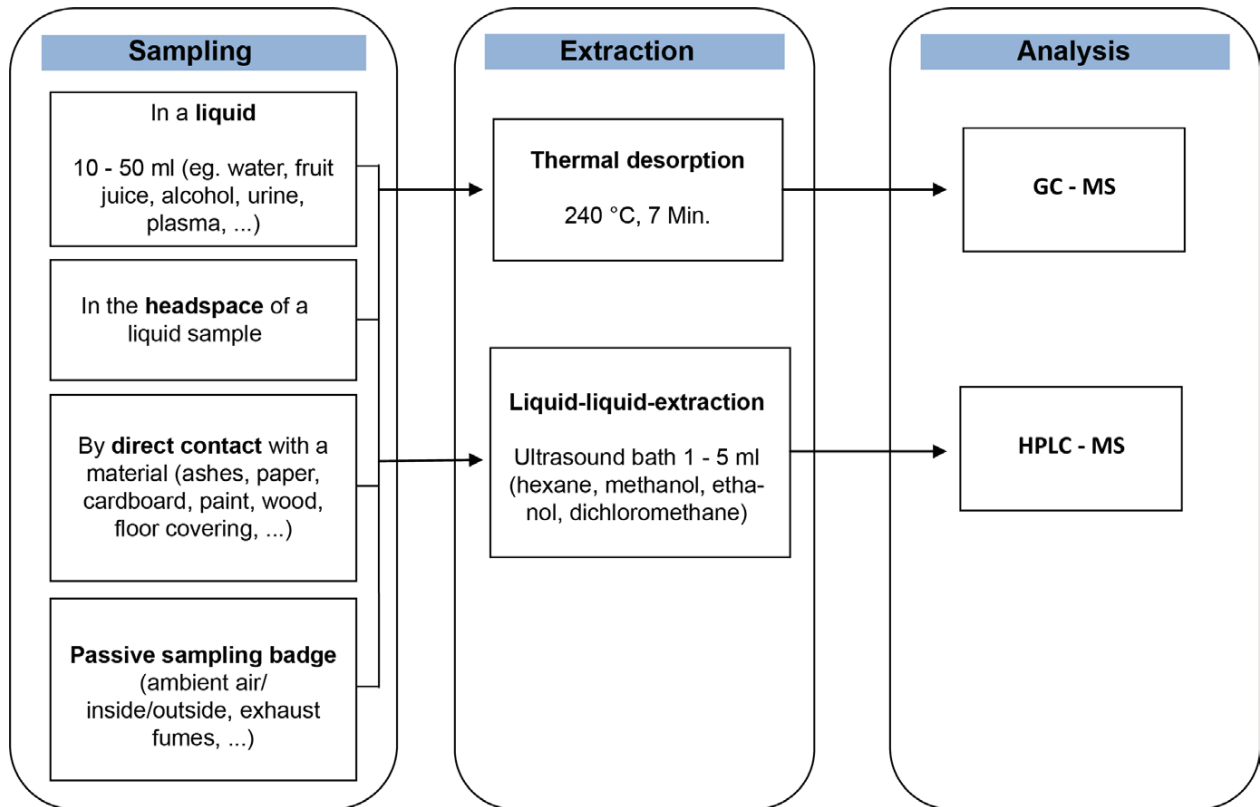 Sampling
In a liquid
10 - 50 ml (eg. water, fruit
juice, alcohol, urine,
plasma, ...)
In the headspace of a
liquid sample
By direct contact with a
material (ashes, paper,
cardboard, paint, wood,
floor covering, ...)
Passive sampling badge
(ambient air/
inside/outside, exhaust
fumes, ...)
Extraction
Thermal desorption
240 °C, 7 Min.
Liquid-liquid-extraction
Ultrasound bath 1 - 5 ml
(hexane, methanol, etha-
nol, dichloromethane)
Analysis
GC - MS
HPLC - MS